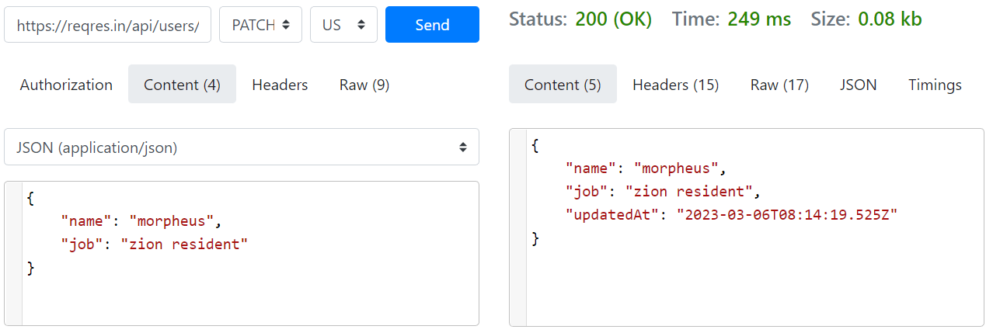 https://reqres.in/api/users/ PATCH US Send
Status: 200 (OK) Time: 249 ms Size: 0.08 kb
Authorization Content (4) Headers Raw (9)
Content (5) Headers (15) Raw (17) JSON Timings
JSON (application/json)
{
    "name": "morpheus",
    "job": "zion resident"
}
{
    "name": "morpheus",
    "job": "zion resident",
    "updatedAt": "2023-03-06T08:14:19.525Z"
}